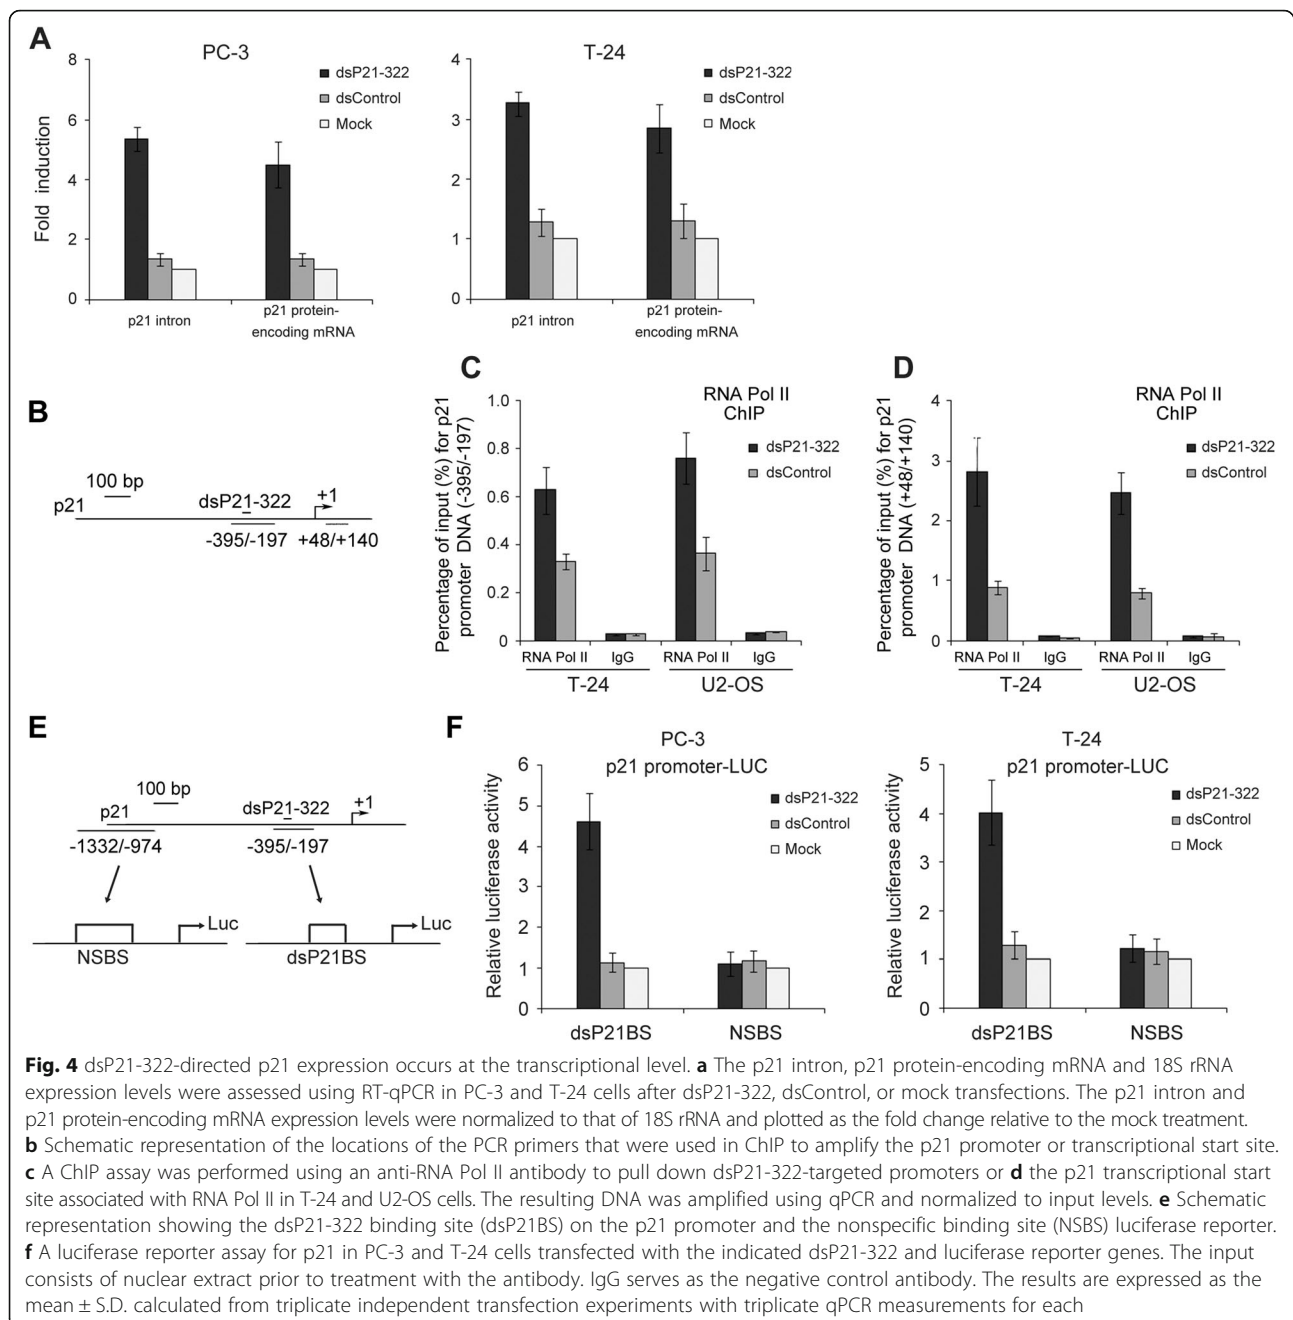 A
PC-3
8
6
4
2
0
Fold induction
dsP21-322
dsControl
Mock
p21 intron
p21 protein-
encoding mRNA
T-24
4
3
2
1
0
dsP21-322
dsControl
Mock
p21 intron
p21 protein-
encoding mRNA
B
100 bp
p21
dsP21-322
+1
-395/-197
+48/+140
C
Percentage of input (%) for p21
promoter DNA (-395/-197)
1.0
0.8
0.6
0.4
0.2
0
RNA Pol II
ChIP
dsP21-322
dsControl
RNA Pol II
IgG
RNA Pol II
IgG
T-24
U2-OS
D
Percentage of input (%) for p21
promoter DNA (+48/+140)
4
3
2
1
0
RNA Pol II
ChIP
dsP21-322
dsControl
RNA Pol II
IgG
RNA Pol II
IgG
T-24
U2-OS
E
100 bp
p21
dsP21-322
+1
-1332/-974
-395/-197
Luc
Luc
NSBS
dsP21BS
F
PC-3
p21 promoter-LUC
Relative luciferase activity
6
5
4
3
2
1
0
dsP21-322
dsControl
Mock
dsP21BS
NSBS
T-24
p21 promoter-LUC
Relative luciferase activity
5
4
3
2
1
0
dsP21-322
dsControl
Mock
dsP21BS
NSBS
Fig. 4 dsP21-322-directed p21 expression occurs at the transcriptional level. a The p21 intron, p21 protein-encoding mRNA and 18S rRNA
expression levels were assessed using RT-qPCR in PC-3 and T-24 cells after dsP21-322, dsControl, or mock transfections. The p21 intron and
p21 protein-encoding mRNA expression levels were normalized to that of 18S rRNA and plotted as the fold change relative to the mock treatment.
b Schematic representation of the locations of the PCR primers that were used in ChIP to amplify the p21 promoter or transcriptional start site.
c A ChIP assay was performed using an anti-RNA Pol II antibody to pull down dsP21-322-targeted promoters or d the p21 transcriptional start
site associated with RNA Pol II in T-24 and U2-OS cells. The resulting DNA was amplified using qPCR and normalized to input levels. e Schematic
representation showing the dsP21-322 binding site (dsP21BS) on the p21 promoter and the nonspecific binding site (NSBS) luciferase reporter.
f A luciferase reporter assay for p21 in PC-3 and T-24 cells transfected with the indicated dsP21-322 and luciferase reporter genes. The input
consists of nuclear extract prior to treatment with the antibody. IgG serves as the negative control antibody. The results are expressed as the
mean ± S.D. calculated from triplicate independent transfection experiments with triplicate qPCR measurements for each